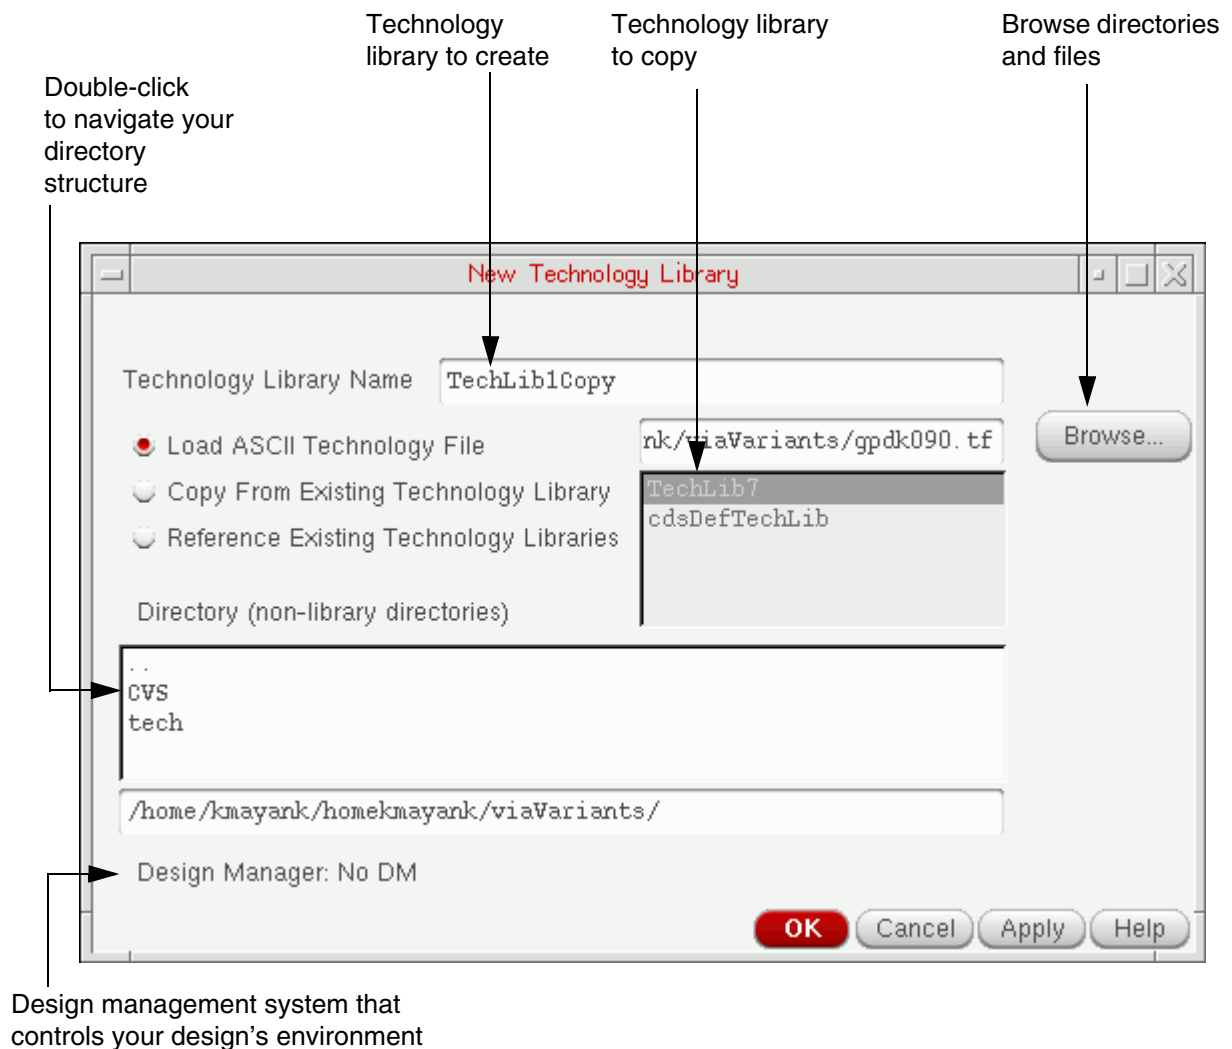 Technology
library to create
Technology library
to copy
Browse directories
and files
Double-click
to navigate your
directory
structure
New Technology Library
Technology Library Name
TechLib1Copy
Load ASCII Technology File
nk/viaVariants/gpdk090.tf
Browse...
Copy From Existing Technology Library
TechLib7
cdsDefTechLib
Reference Existing Technology Libraries
Directory (non-library directories)
..
CVS
tech
/home/kmayank/homekmayank/viaVariants/
Design Manager: No DM
OK
Cancel
Apply
Help
Design management system that
controls your design’s environment